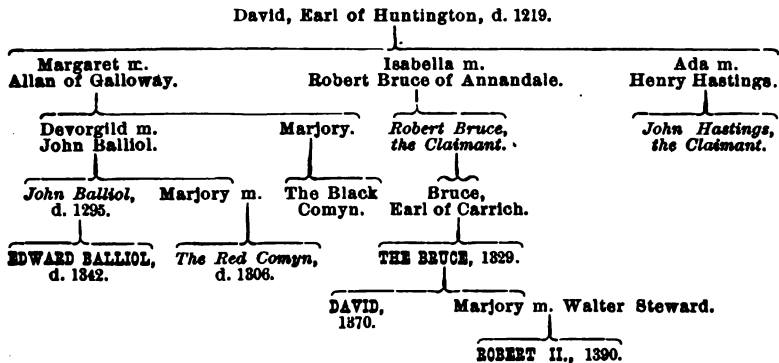 David, Earl of Huntington, d. 1219.
Margaret m. Isabella m. Ada m.
Allan of Galloway. Robert Bruce of Annandale. Henry Hastings.
Devorgild m. Marjory. Robert Bruce, John Hastings,
John Balliol. the Claimant. the Claimant.
John Balliol, Marjory m. The Black Bruce,
d. 1295. Comyn. Earl of Carrich.
EDWARD BALLIOL, The Red Comyn, THE BRUCE, 1329.
d. 1342. d. 1306.
DAVID, Marjory m. Walter Steward.
1370.
ROBERT II., 1390.